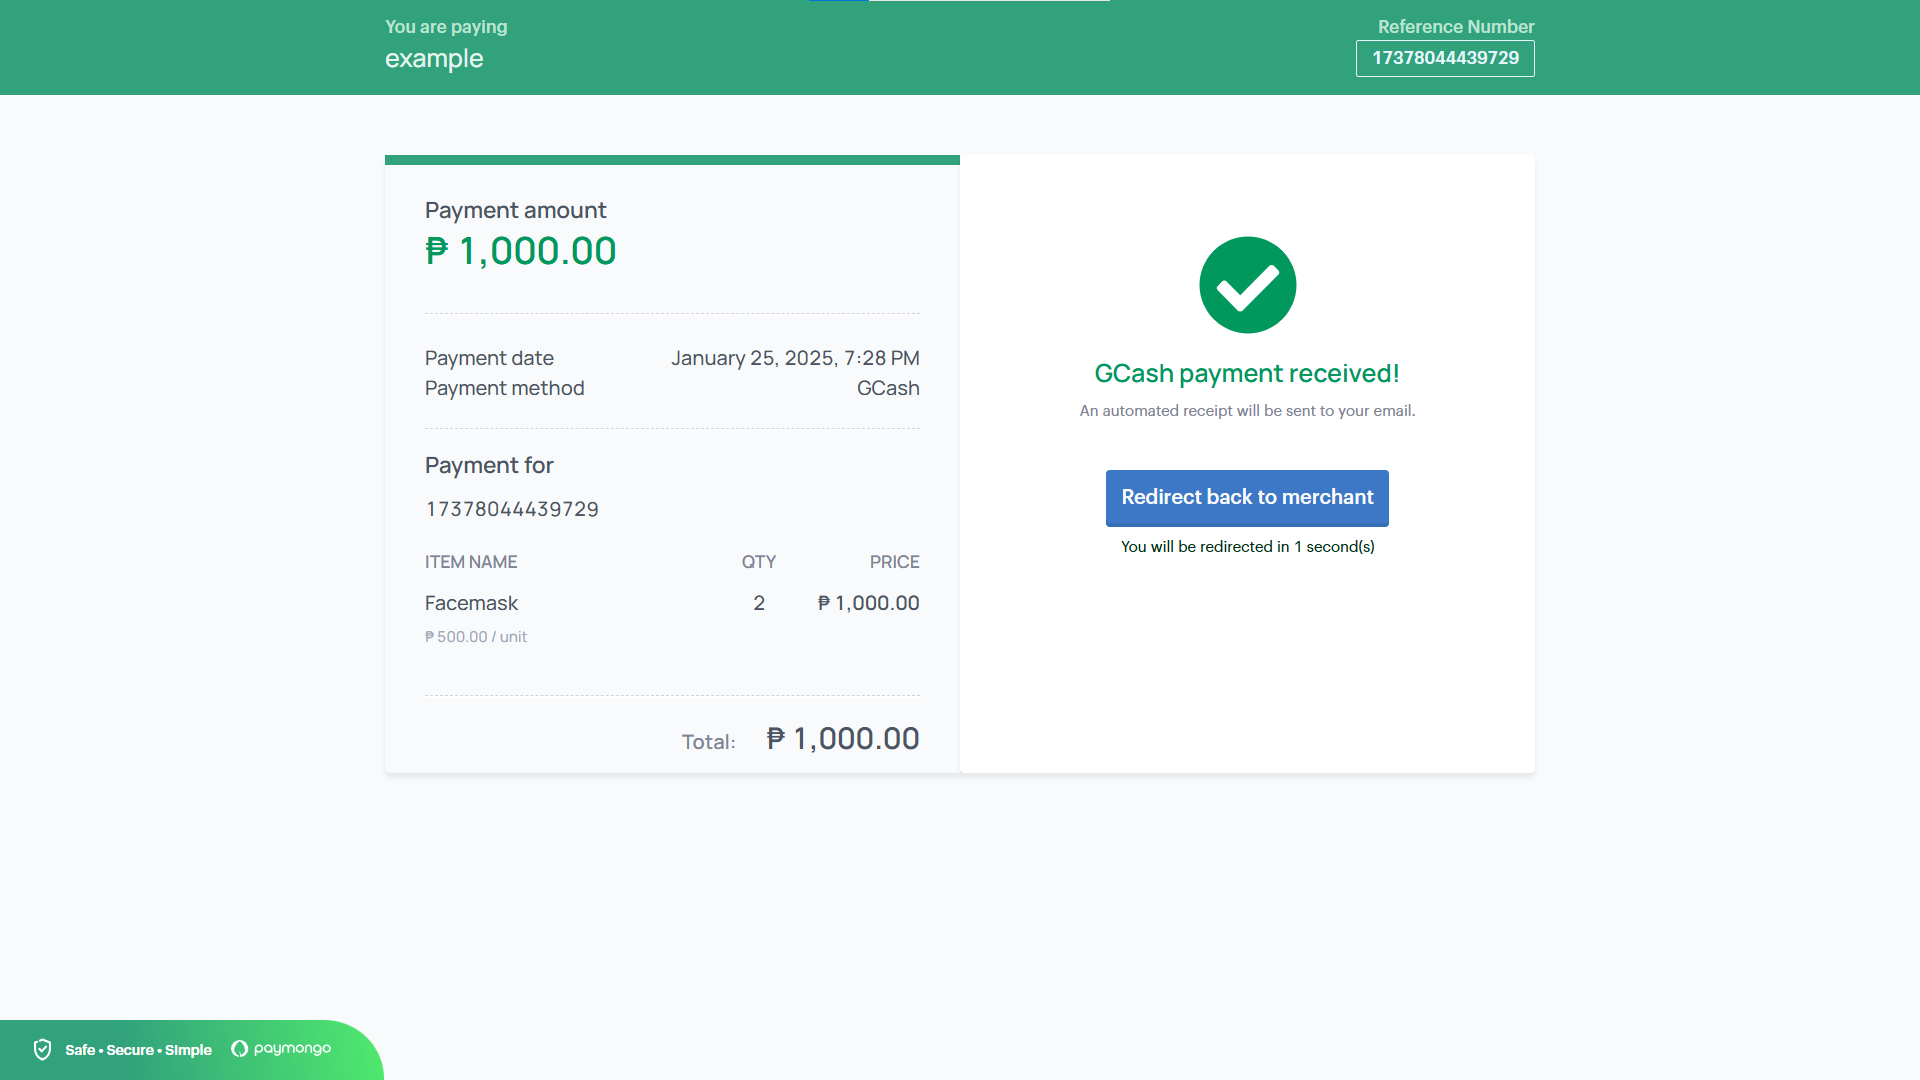 You are paying
example
Reference Number
17378044439729
Payment amount
₱ 1,000.00
Payment date January 25, 2025, 7:28 PM
Payment method GCash
Payment for
17378044439729
ITEM NAME QTY PRICE
Facemask 2 ₱ 1,000.00
₱ 500.00 / unit
Total: ₱ 1,000.00
GCash payment received!
An automated receipt will be sent to your email.
Redirect back to merchant
You will be redirected in 1 second(s)
Safe • Secure • Simple paymongo